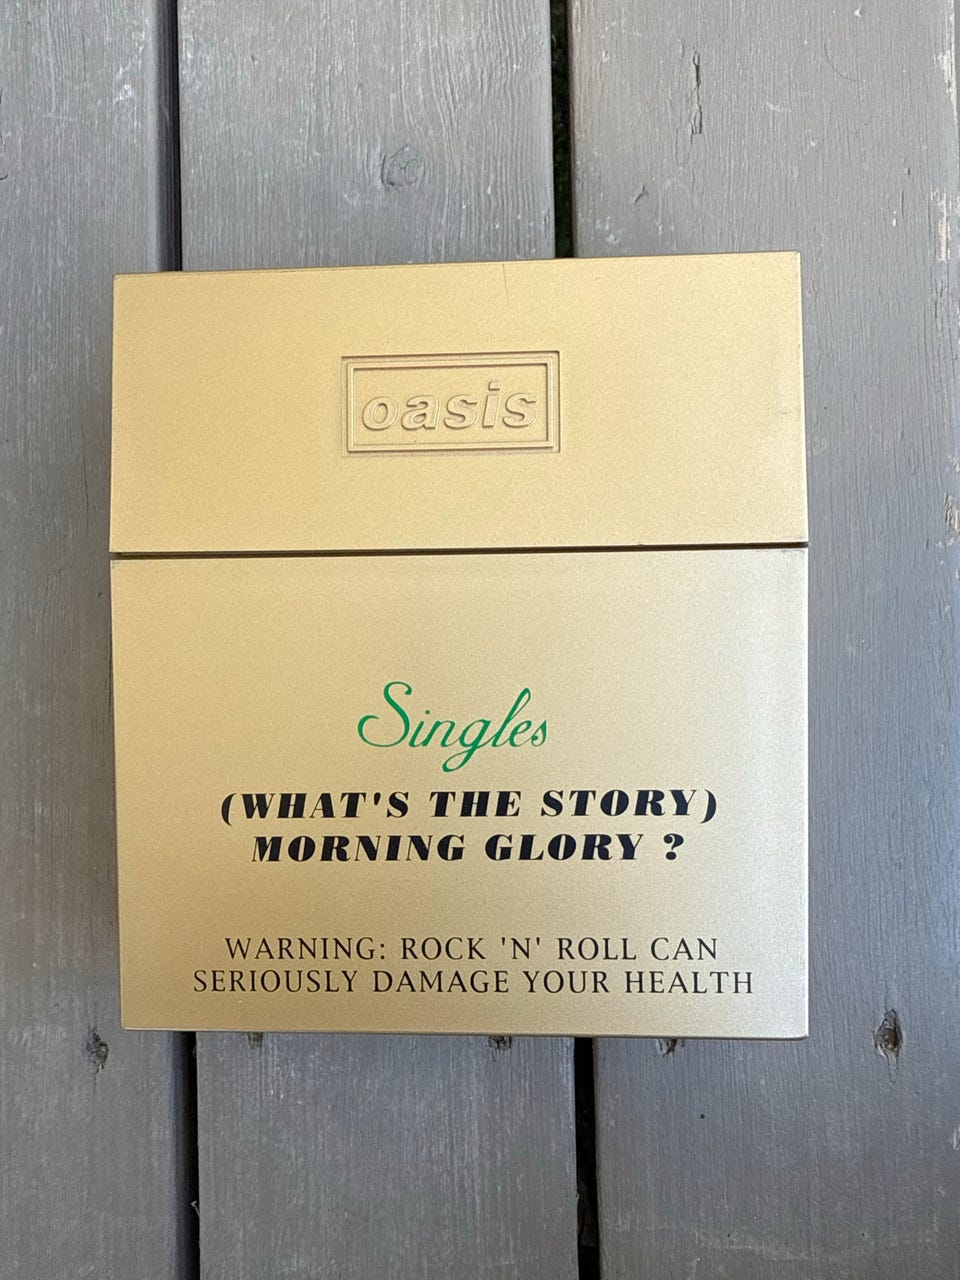 oasis
Singles
(WHAT'S THE STORY)
MORNING GLORY ?
WARNING: ROCK 'N' ROLL CAN
SERIOUSLY DAMAGE YOUR HEALTH